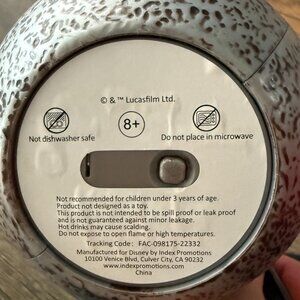 © & ™ Lucasfilm Ltd.
8+
Not dishwasher safe
Do not place in microwave
Not recommended for children under 3 years of age.
Product not designed as a toy.
This product is not intended to be spill proof or leak proof
and is not guaranteed against minor leakage.
Hot drinks may cause scalding.
Do not expose to open flame or high temperatures.
Tracking Code: FAC-098175-22332
Manufactured for Disney by Index Promotions
10100 Venice Blvd, Culver City, CA 90232
www.indexpromotions.com
China